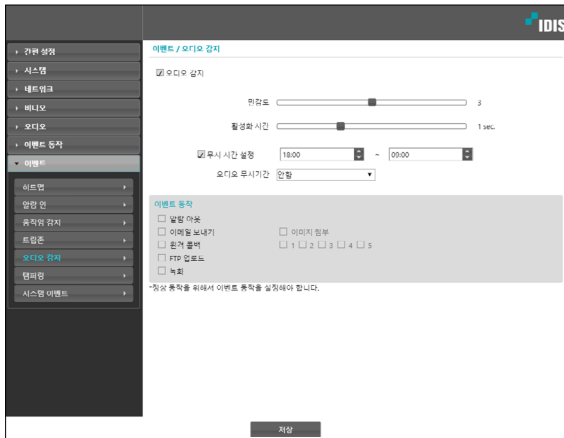 IDIS
간편 설정
시스템
네트워크
비디오
오디오
이벤트 동작
이벤트
히트맵
알람 인
움직임 감지
트립존
오디오 감지
탬퍼링
시스템 이벤트
이벤트 / 오디오 감지
오디오 감지
민감도 3
활성화 시간 1 sec.
무시 시간 설정 18:00 ~ 09:00
오디오 무시기간 안함
이벤트 동작
알람 아웃
이메일 보내기 이미지 첨부
원격 콜백 1 2 3 4 5
FTP 업로드
녹화
*정상 동작을 위해서 이벤트 동작을 설정해야 합니다.
저장